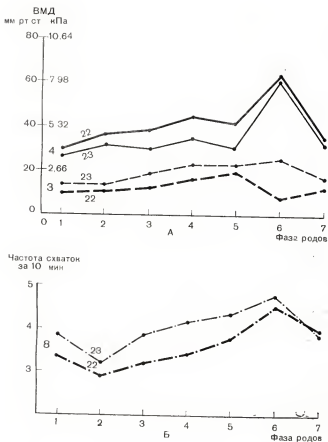 ВМД
мм рт ст кПа
80 10.64
60 7.98
40 5.32
22
4
23
20 2.66
23
3
22
0
0 1 2 3 4 5 6 7
А
Фаза родов
Частота схваток
за 10 мин
5
4
8
23
22
3
1 2 3 4 5 6 7
Б
Фаза родов